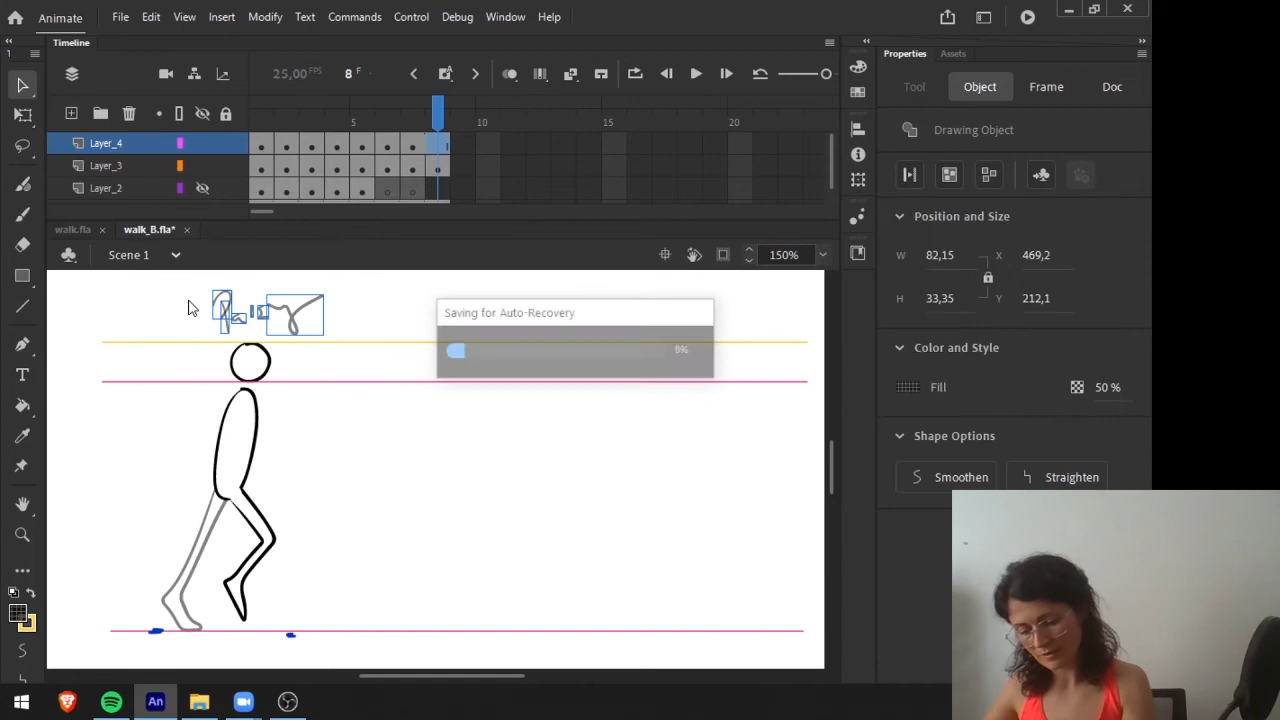 Animate File Edit View Insert Modify Text Commands Control Debug Window Help
Timeline
25,00 FPS 8 F
5 10 15 20
Layer_4
Layer_3
Layer_2
walk.fla × walk_B.fla* ×
Scene 1 150%
Saving for Auto-Recovery
8%
Properties Assets
Tool Object Frame Doc
Drawing Object
Position and Size
W 82,15 X 469,2
H 33,35 Y 212,1
Color and Style
Fill 50 %
Shape Options
Smoothen Straighten
An